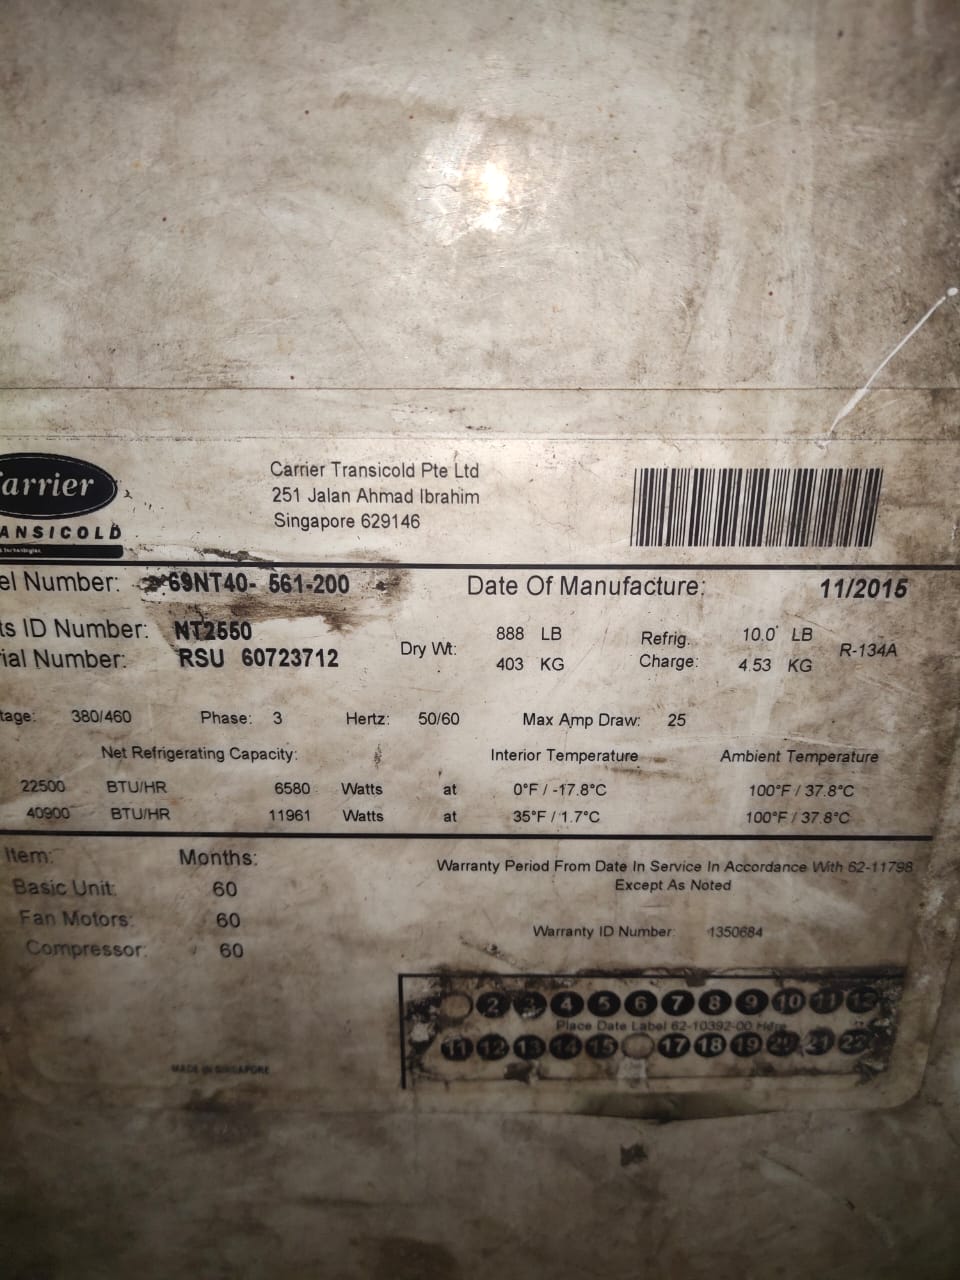 arrier
ANSICOLD
Carrier Transicold Pte Ltd
251 Jalan Ahmad Ibrahim
Singapore 629146
el Number: 69NT40- 561-200
Date Of Manufacture: 11/2015
ts ID Number: NT2550
ial Number: RSU 60723712
Dry Wt: 888 LB
403 KG
Refrig. Charge: 10.0 LB
4.53 KG
R-134A
tage: 380/460 Phase: 3 Hertz: 50/60 Max Amp Draw: 25
Net Refrigerating Capacity: Interior Temperature Ambient Temperature
22500 BTU/HR 6580 Watts at 0°F / -17.8°C 100°F / 37.8°C
40900 BTU/HR 11961 Watts at 35°F / 1.7°C 100°F / 37.8°C
Item: Months:
Basic Unit: 60
Fan Motors: 60
Compressor: 60
Warranty Period From Date In Service In Accordance With 62-11798
Except As Noted
Warranty ID Number: 1350684
2 3 4 5 6 7 8 9 10 11 12
Place Date Label 62-10392-00 Here
11 12 13 14 15 17 18 19 20 21 22
MADE IN SINGAPORE